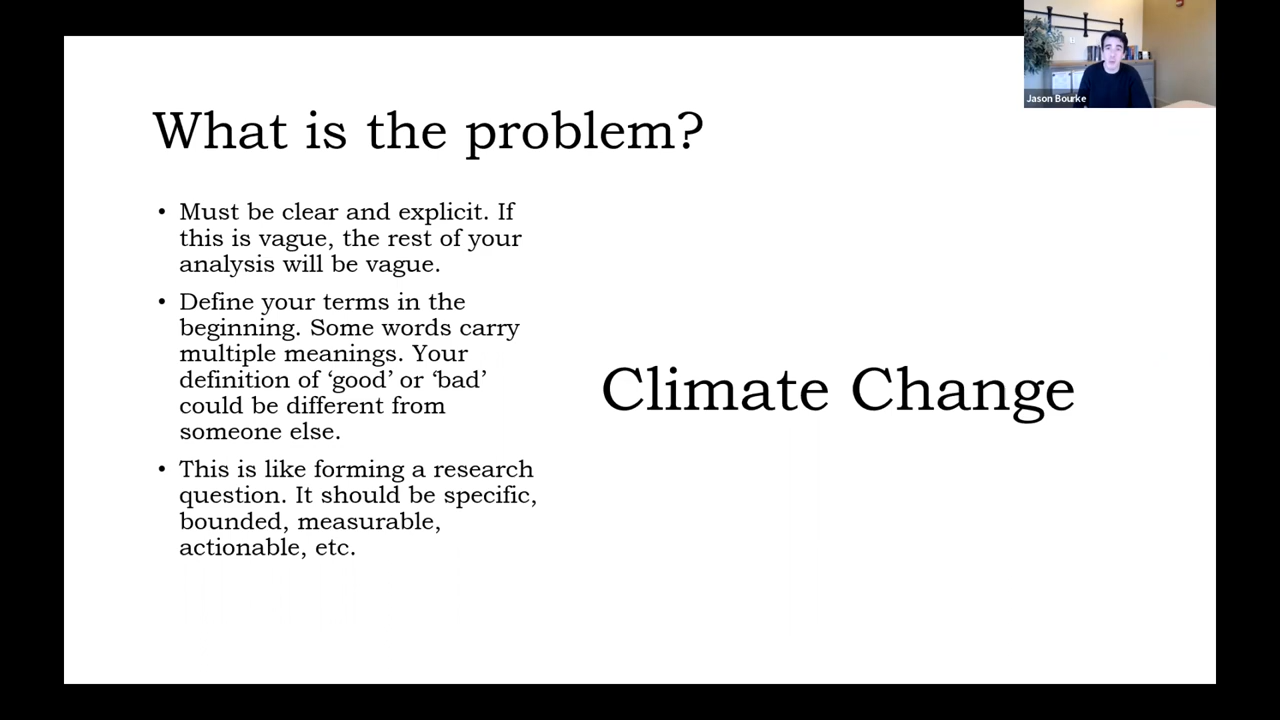 Jason Bourke
What is the problem?
• Must be clear and explicit. If
this is vague, the rest of your
analysis will be vague.
• Define your terms in the
beginning. Some words carry
multiple meanings. Your
definition of ‘good’ or ‘bad’
could be different from
someone else.
• This is like forming a research
question. It should be specific,
bounded, measurable,
actionable, etc.
Climate Change